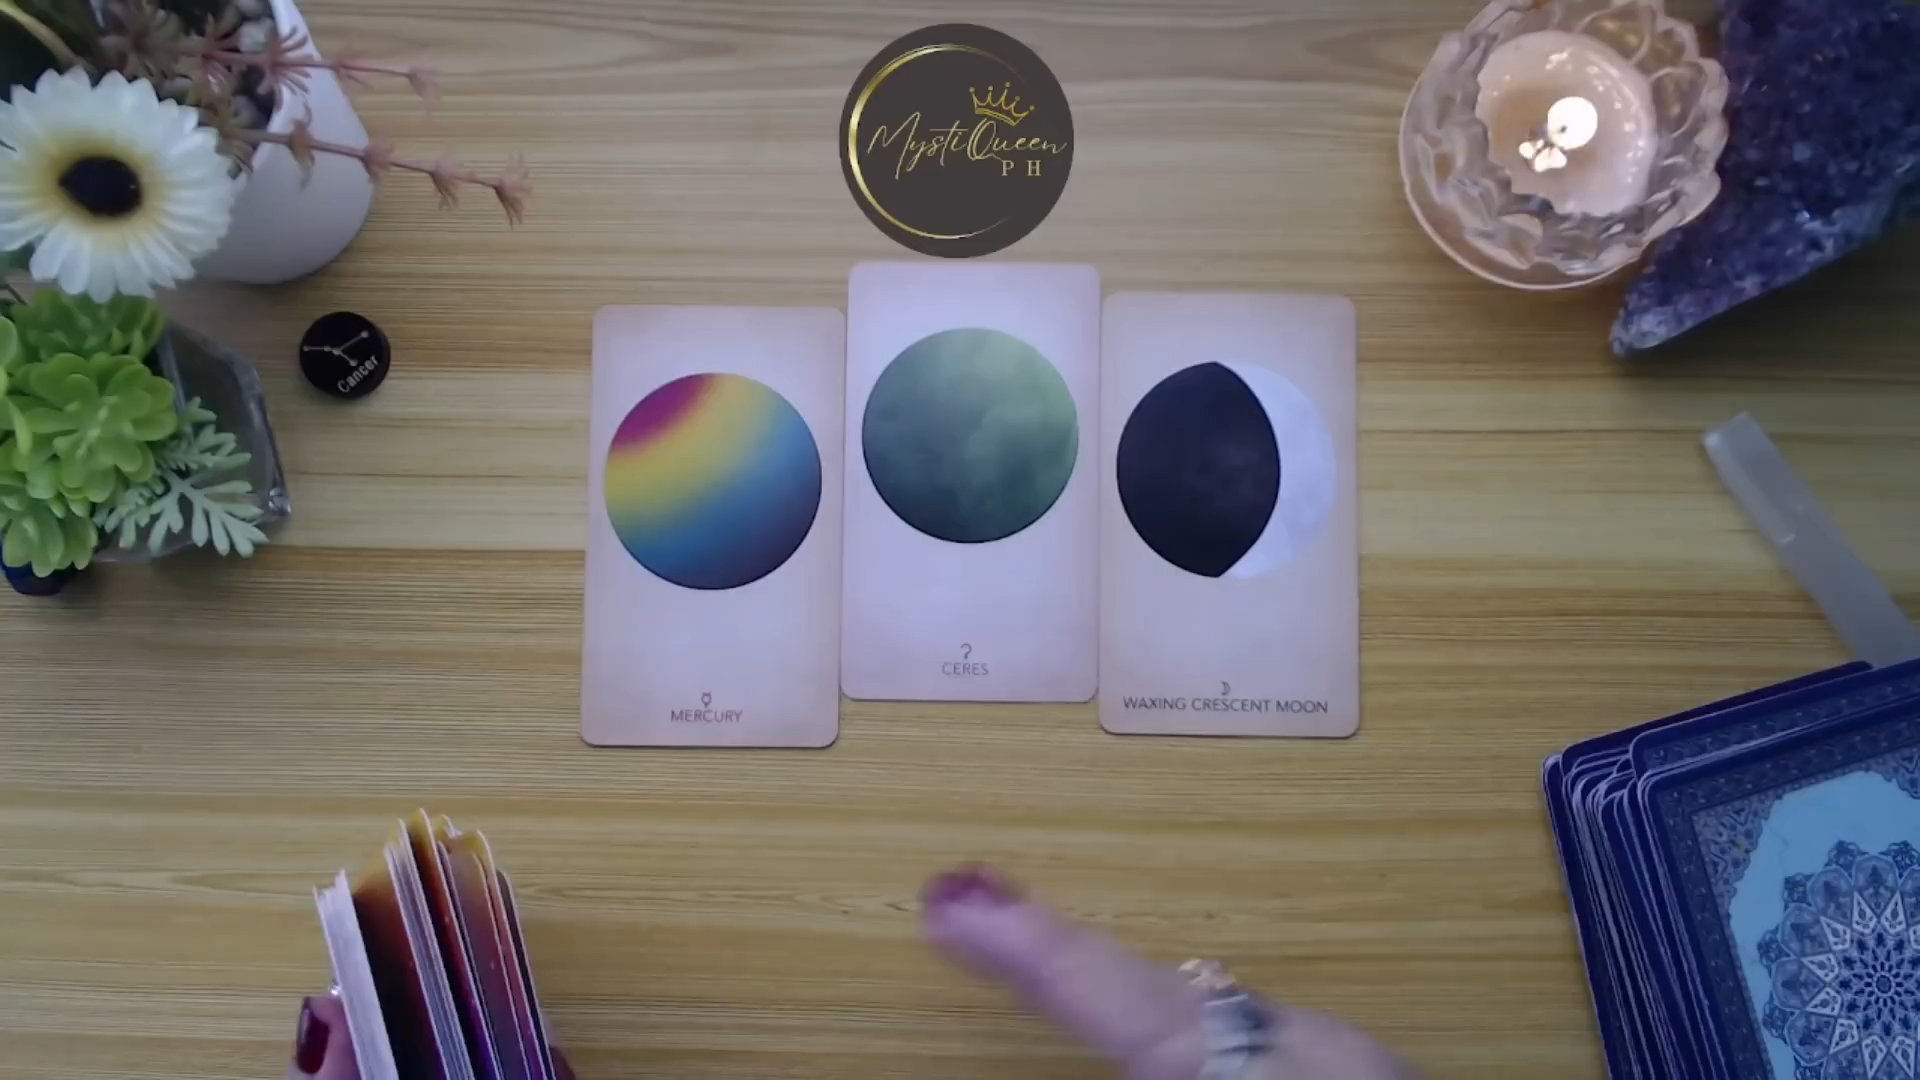 MystiQueen
PH
Cancer
MERCURY
CERES
WAXING CRESCENT MOON